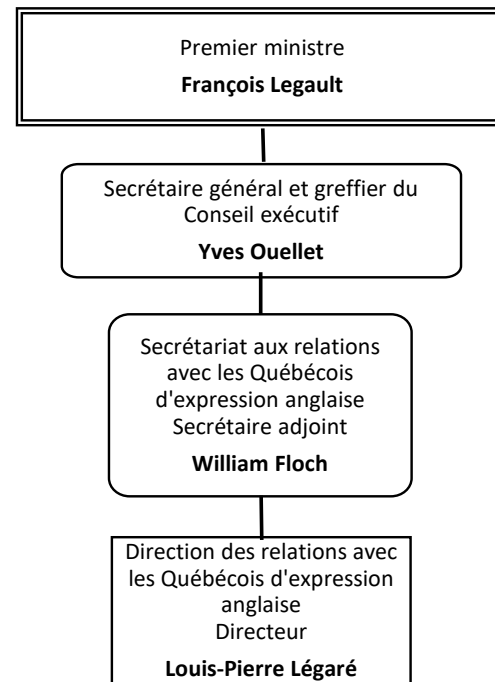 Premier ministre
François Legault
Secrétaire général et greffier du
Conseil exécutif
Yves Ouellet
Secrétariat aux relations
avec les Québécois
d'expression anglaise
Secrétaire adjoint
William Floch
Direction des relations avec
les Québécois d'expression
anglaise
Directeur
Louis-Pierre Légaré